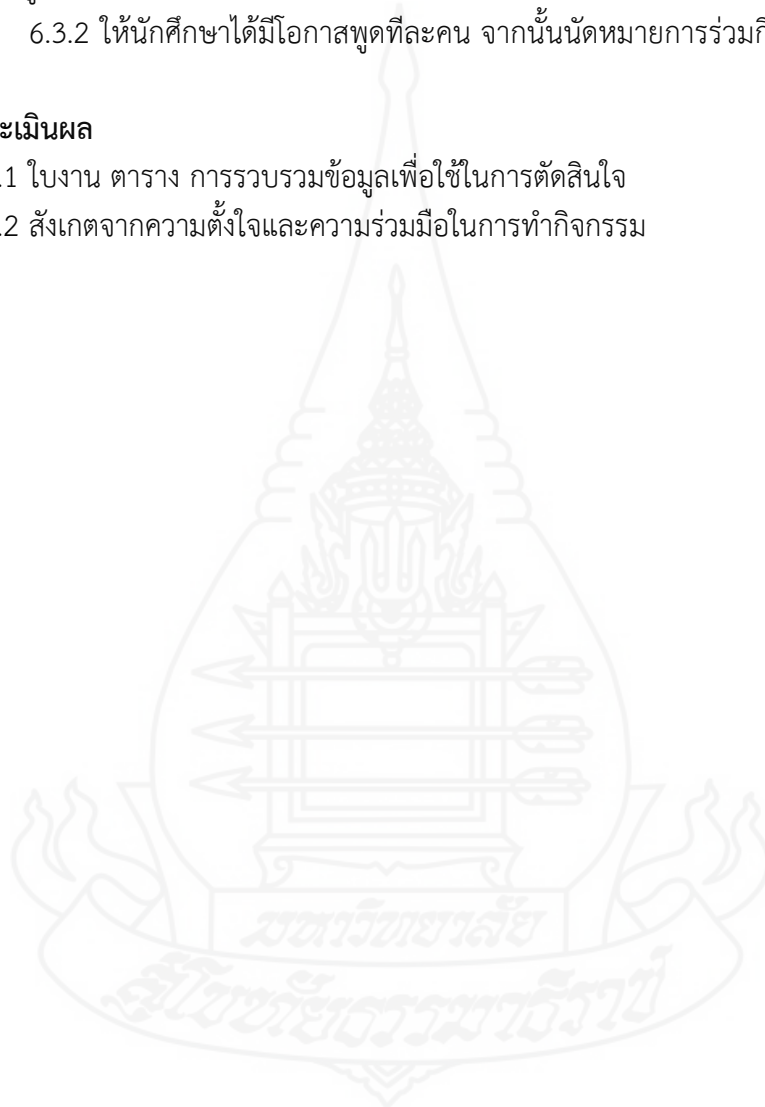 6.3.2 ให้นักศึกษาได้มีโอกาสพูดทีละคน จากนั้นนัดหมายการร่วมกิ
ะเมินผล
.1 ใบงาน ตาราง การรวบรวมข้อมูลเพื่อใช้ในการตัดสินใจ
.2 สังเกตจากความตั้งใจและความร่วมมือในการทำกิจกรรม
มหาวิทยาลัย
สุโขทัยธรรมาธิราช